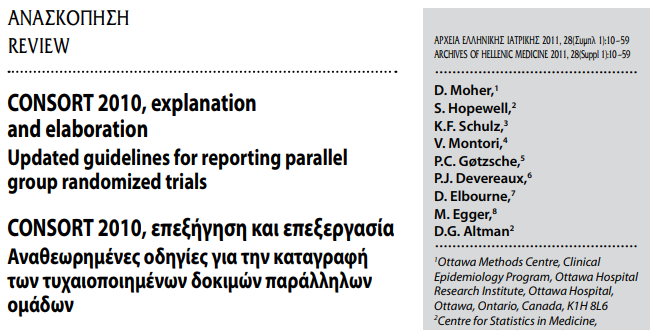 ΑΝΑΣΚΟΠΗΣΗ
REVIEW
CONSORT 2010, explanation
and elaboration
Updated guidelines for reporting parallel
group randomized trials
CONSORT 2010, επεξήγηση και επεξεργασία
Αναθεωρημένες οδηγίες για την καταγραφή
των τυχαιοποιημένων δοκιμών παράλληλων
ομάδων
ΑΡΧΕΙΑ ΕΛΛΗΝΙΚΗΣ ΙΑΤΡΙΚΗΣ 2011, 28(Συμπλ 1):10–59
ARCHIVES OF HELLENIC MEDICINE 2011, 28(Suppl 1):10–59
D. Moher,¹
S. Hopewell,²
K.F. Schulz,³
V. Montori,⁴
P.C. Gøtzsche,⁵
P.J. Devereaux,⁶
D. Elbourne,⁷
M. Egger,⁸
D.G. Altman²
¹Ottawa Methods Centre, Clinical
Epidemiology Program, Ottawa Hospital
Research Institute, Ottawa Hospital,
Ottawa, Ontario, Canada, K1H 8L6
²Centre for Statistics in Medicine,